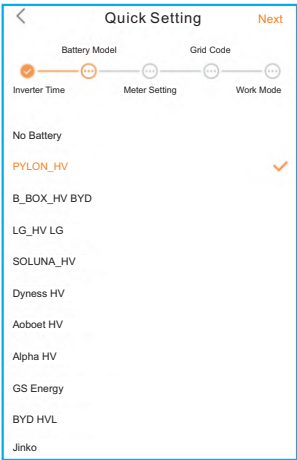 Quick Setting
Next
Battery Model
Grid Code
Inverter Time
Meter Setting
Work Mode
No Battery
PYLON_HV
B_BOX_HV BYD
LG_HV LG
SOLUNA_HV
Dyness HV
Aoboet HV
Alpha HV
GS Energy
BYD HVL
Jinko